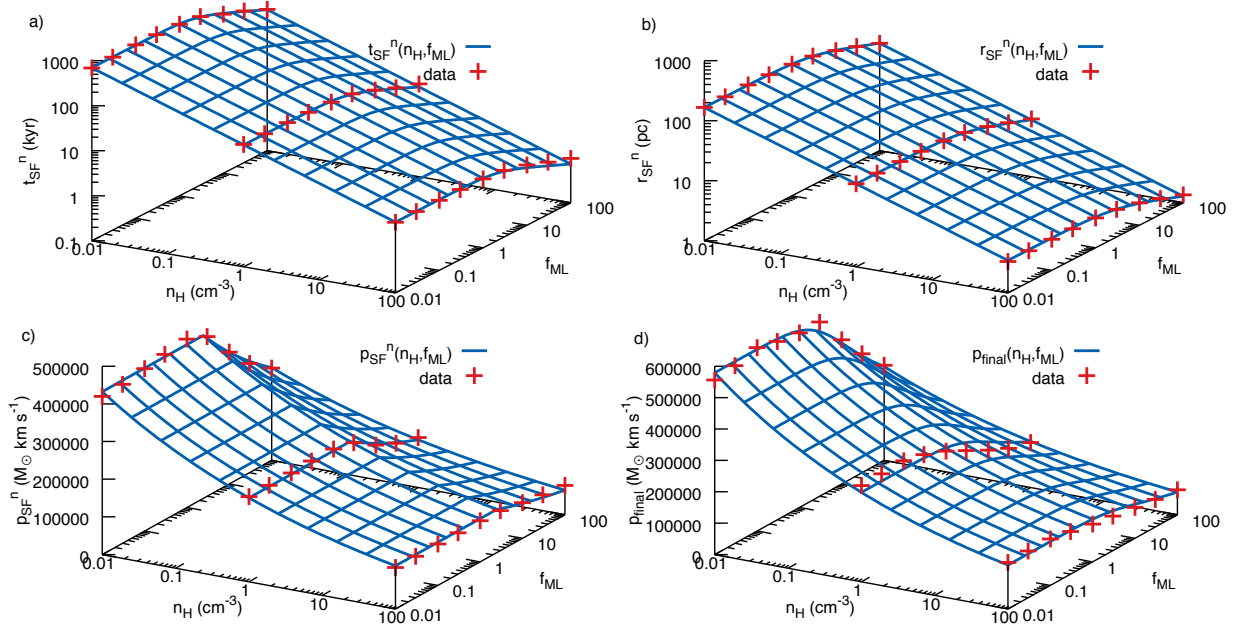 a)
t_SF^n(n_H,f_ML)
data
1000
100
10
1
0.1
t_SF^n (kyr)
0.01
0.1
1
10
100
n_H (cm^-3)
0.01
0.1
1
10
100
f_ML
b)
r_SF^n(n_H,f_ML)
data
1000
100
10
1
r_SF^n (pc)
0.01
0.1
1
10
100
n_H (cm^-3)
0.01
0.1
1
10
100
f_ML
c)
p_SF^n(n_H,f_ML)
data
500000
400000
300000
200000
100000
0
p_SF^n (M_⊙ km s^-1)
0.01
0.1
1
10
100
n_H (cm^-3)
0.01
0.1
1
10
100
f_ML
d)
p_final(n_H,f_ML)
data
600000
500000
400000
300000
200000
100000
0
p_final (M_⊙ km s^-1)
0.01
0.1
1
10
100
n_H (cm^-3)
0.01
0.1
1
10
100
f_ML